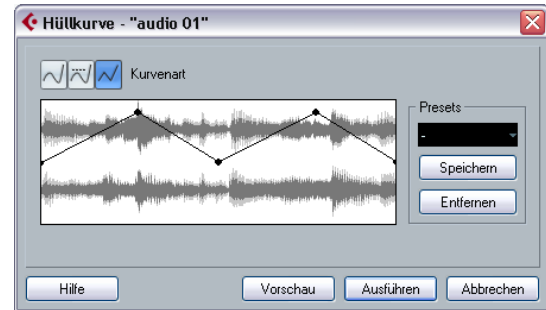 Hüllkurve - "audio 01"
Kurvenart
Presets
-
Speichern
Entfernen
Hilfe
Vorschau
Ausführen
Abbrechen